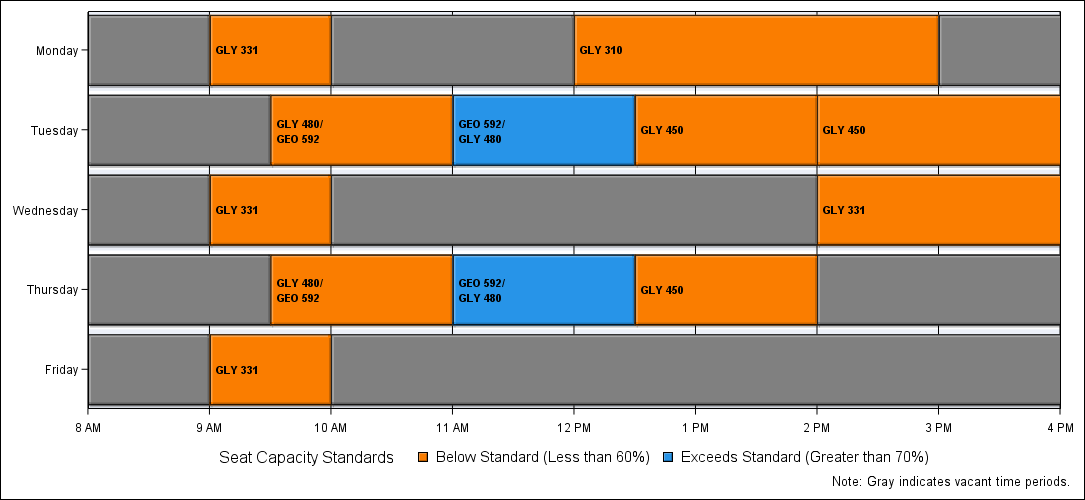 Monday
GLY 331
GLY 310
Tuesday
GLY 480/
GEO 592
GEO 592/
GLY 480
GLY 450
GLY 450
Wednesday
GLY 331
GLY 331
Thursday
GLY 480/
GEO 592
GEO 592/
GLY 480
GLY 450
Friday
GLY 331
8 AM 9 AM 10 AM 11 AM 12 PM 1 PM 2 PM 3 PM 4 PM
Seat Capacity Standards Below Standard (Less than 60%) Exceeds Standard (Greater than 70%)
Note: Gray indicates vacant time periods.